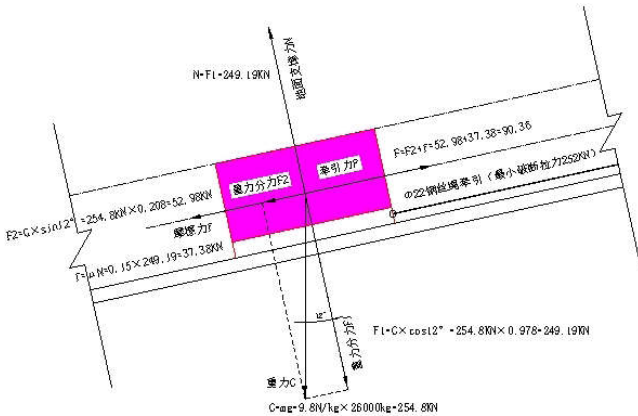 N=F1=249.19KN
地面支撑力N
F=F2+f=52.98+37.38=90.36
牵引力F
重力分力F2
Φ22钢丝绳牵引（最小破断拉力252KN）
F2=G×sin12°=254.8KN×0.208=52.98KN
摩擦力f
f=μN=0.15×249.19=37.38KN
12°
F1=G×cos12°=254.8KN×0.978=249.19KN
重力分力F1
重力G
G=mg=9.8N/kg×26000kg=254.8KN